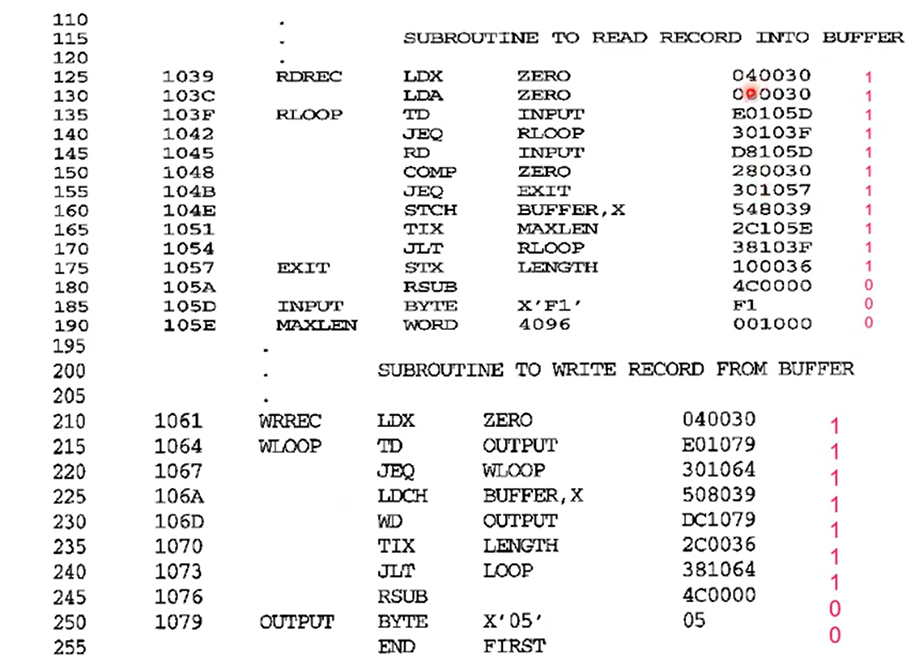 110 .
115 . SUBROUTINE TO READ RECORD INTO BUFFER
120 .
125 1039 RDREC LDX ZERO 040030 1
130 103C LDA ZERO 000030 1
135 103F RLOOP TD INPUT E0105D 1
140 1042 JEQ RLOOP 30103F 1
145 1045 RD INPUT D8105D 1
150 1048 COMP ZERO 280030 1
155 104B JEQ EXIT 301057 1
160 104E STCH BUFFER,X 548039 1
165 1051 TIX MAXLEN 2C105E 1
170 1054 JLT RLOOP 38103F 1
175 1057 EXIT STX LENGTH 100036 1
180 105A RSUB 4C0000 0
185 105D INPUT BYTE X'F1' F1 0
190 105E MAXLEN WORD 4096 001000 0
195 .
200 . SUBROUTINE TO WRITE RECORD FROM BUFFER
205 .
210 1061 WRREC LDX ZERO 040030 1
215 1064 WLOOP TD OUTPUT E01079 1
220 1067 JEQ WLOOP 301064 1
225 106A LDCH BUFFER,X 508039 1
230 106D WD OUTPUT DC1079 1
235 1070 TIX LENGTH 2C0036 1
240 1073 JLT LOOP 381064 1
245 1076 RSUB 4C0000 0
250 1079 OUTPUT BYTE X'05' 05 0
255 END FIRST